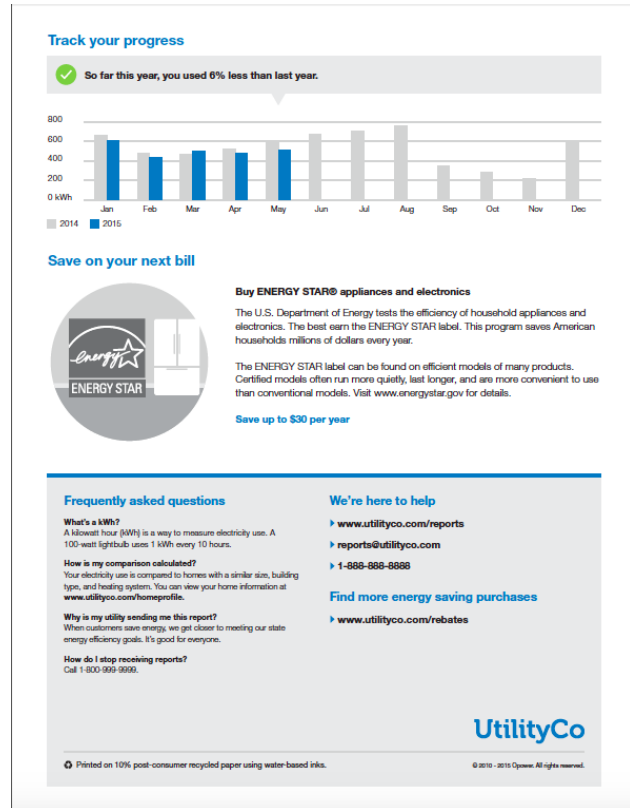 Track your progress
So far this year, you used 6% less than last year.
800
600
400
200
0 kWh
Jan Feb Mar Apr May Jun Jul Aug Sep Oct Nov Dec
2014 2015
Save on your next bill
energy
ENERGY STAR
Buy ENERGY STAR® appliances and electronics
The U.S. Department of Energy tests the efficiency of household appliances and
electronics. The best earn the ENERGY STAR label. This program saves American
households millions of dollars every year.
The ENERGY STAR label can be found on efficient models of many products.
Certified models often run more quietly, last longer, and are more convenient to use
than conventional models. Visit www.energystar.gov for details.
Save up to $30 per year
Frequently asked questions
What's a kWh?
A kilowatt hour (kWh) is a way to measure electricity use. A
100-watt lightbulb uses 1 kWh every 10 hours.
How is my comparison calculated?
Your electricity use is compared to homes with a similar size, building
type, and heating system. You can view your home information at
www.utilityco.com/homeprofile.
Why is my utility sending me this report?
When customers save energy, we get closer to meeting our state
energy efficiency goals. It's good for everyone.
How do I stop receiving reports?
Call 1-800-999-9999.
We're here to help
www.utilityco.com/reports
reports@utilityco.com
1-888-888-8888
Find more energy saving purchases
www.utilityco.com/rebates
UtilityCo
Printed on 10% post-consumer recycled paper using water-based inks.
© 2010 - 2015 Opower. All rights reserved.